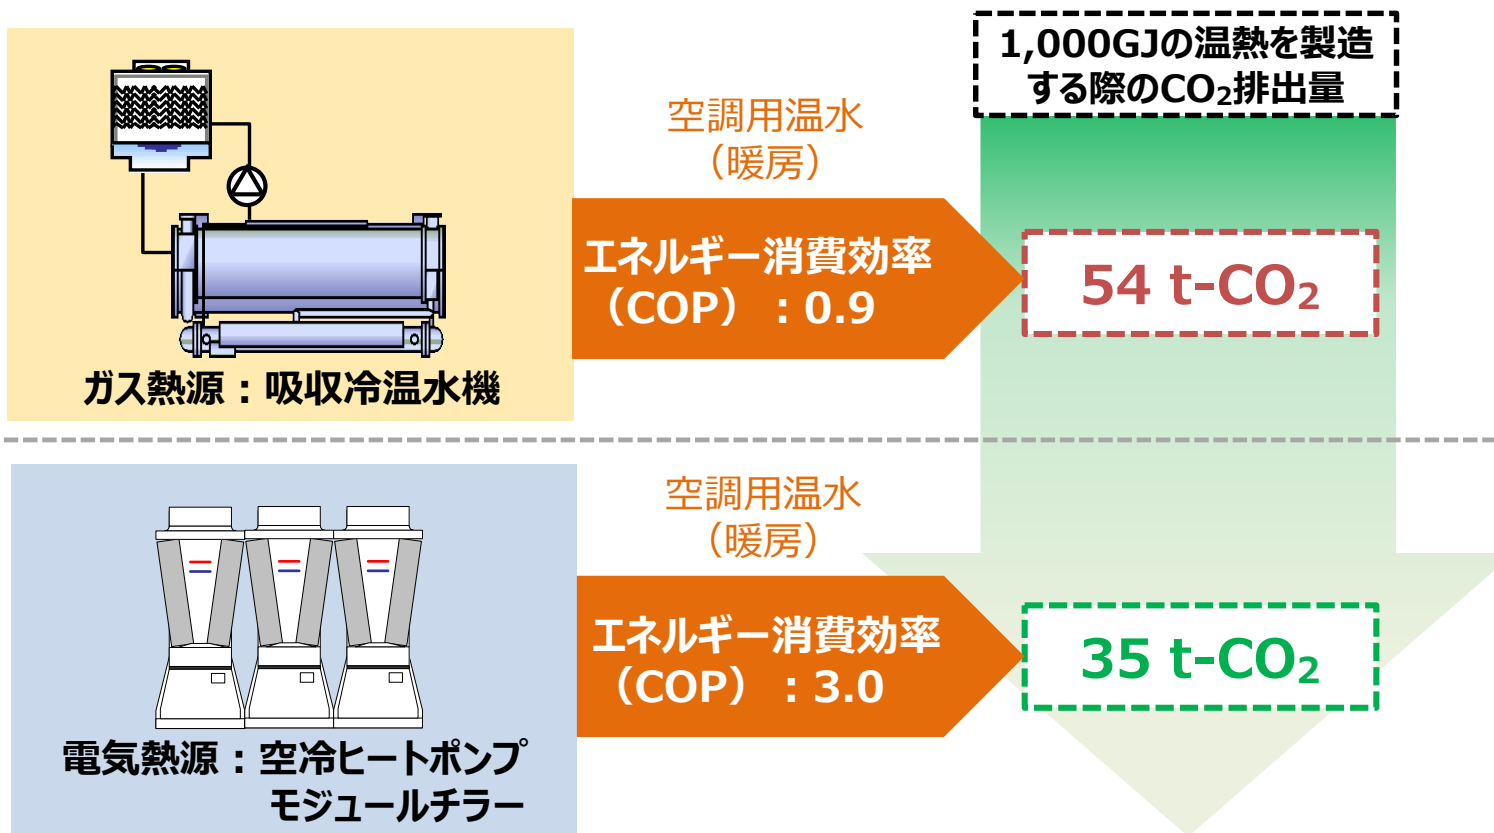 1,000GJの温熱を製造
する際のCO₂排出量
空調用温水
（暖房）
エネルギー消費効率
（COP）：0.9
54 t-CO₂
ガス熱源：吸収冷温水機
空調用温水
（暖房）
エネルギー消費効率
（COP）：3.0
35 t-CO₂
電気熱源：空冷ヒートポンプ
モジュールチラー